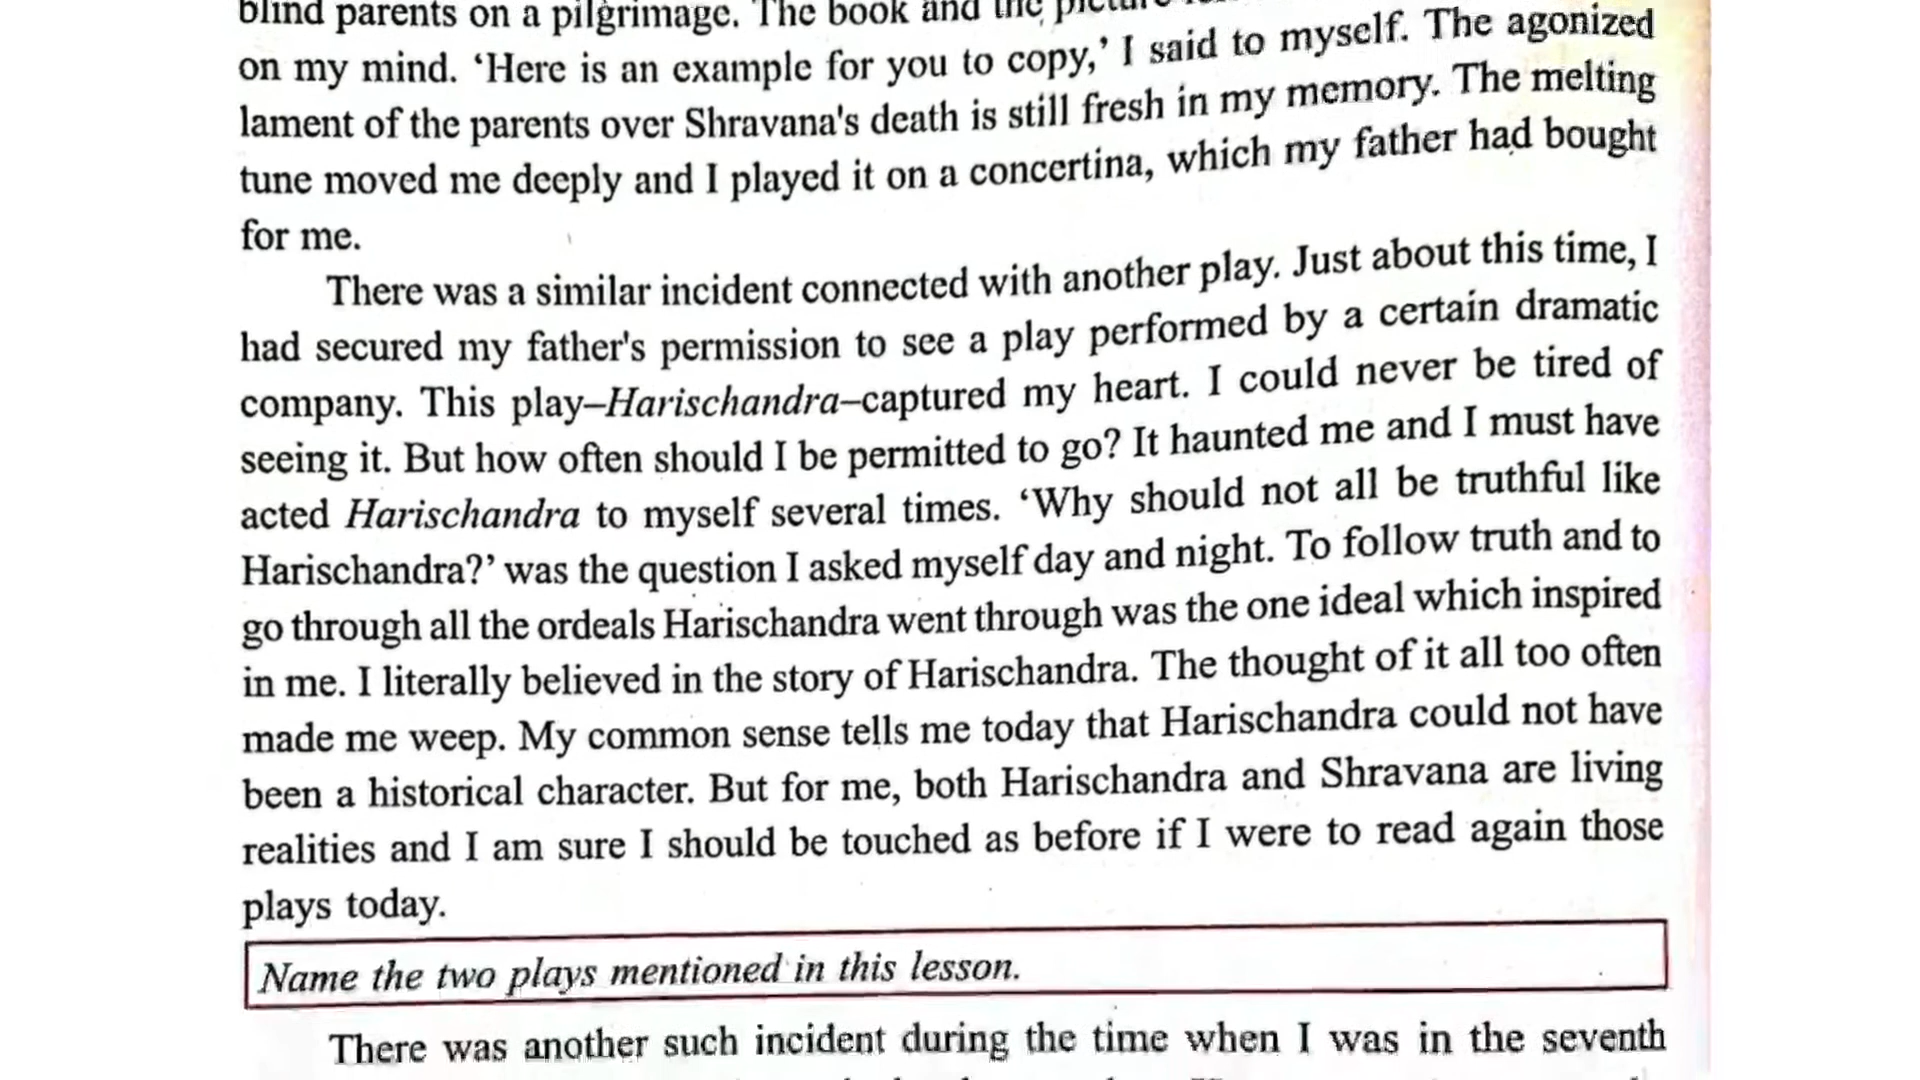 blind parents on a pilgrimage. The book and the picture
on my mind. ‘Here is an example for you to copy,’ I said to myself. The agonized
lament of the parents over Shravana's death is still fresh in my memory. The melting
tune moved me deeply and I played it on a concertina, which my father had bought
for me.
There was a similar incident connected with another play. Just about this time, I
had secured my father's permission to see a play performed by a certain dramatic
company. This play–Harischandra–captured my heart. I could never be tired of
seeing it. But how often should I be permitted to go? It haunted me and I must have
acted Harischandra to myself several times. ‘Why should not all be truthful like
Harischandra?’ was the question I asked myself day and night. To follow truth and to
go through all the ordeals Harischandra went through was the one ideal which inspired
in me. I literally believed in the story of Harischandra. The thought of it all too often
made me weep. My common sense tells me today that Harischandra could not have
been a historical character. But for me, both Harischandra and Shravana are living
realities and I am sure I should be touched as before if I were to read again those
plays today.
Name the two plays mentioned in this lesson.
There was another such incident during the time when I was in the seventh